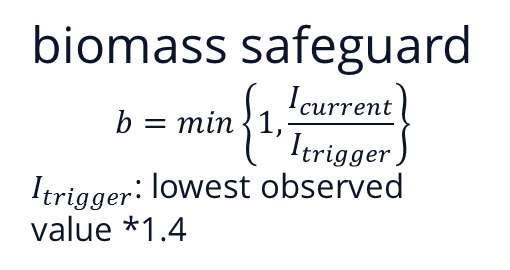 biomass safeguard
b = min {1, I_current / I_trigger}
I_trigger: lowest observed
value *1.4